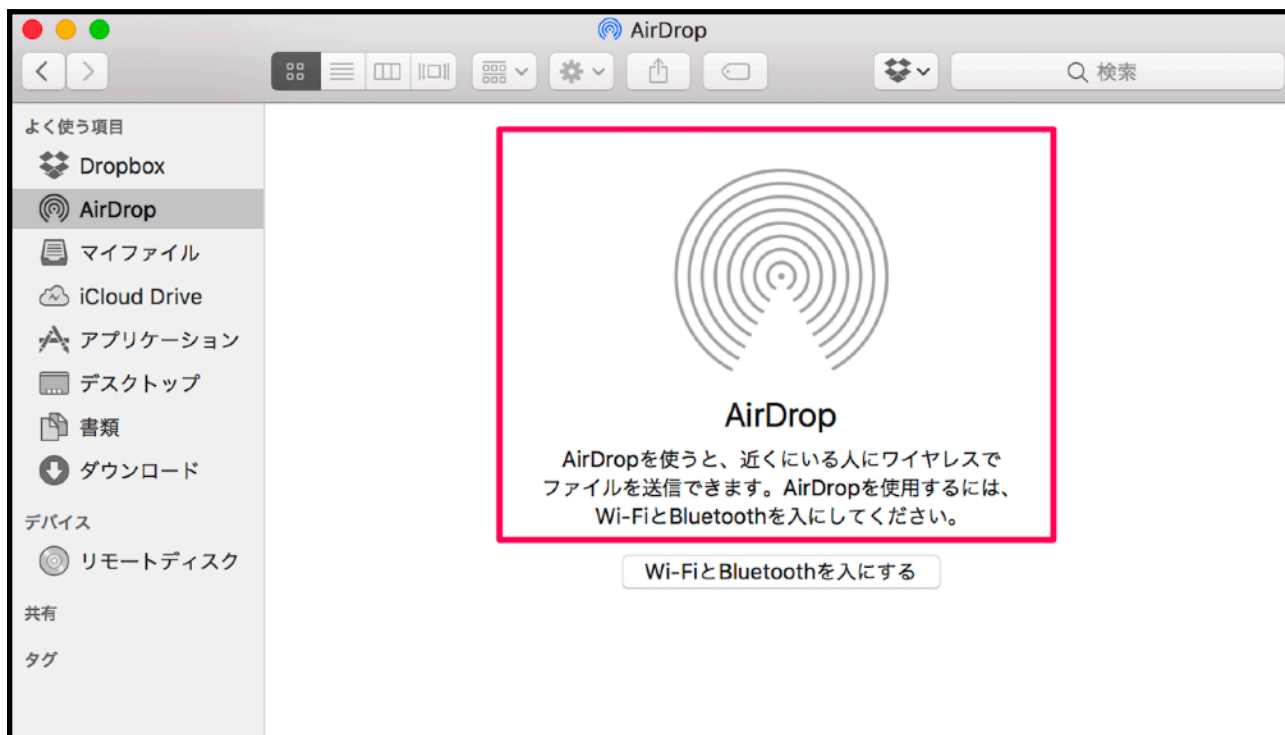 AirDrop
検索
よく使う項目
Dropbox
AirDrop
マイファイル
iCloud Drive
アプリケーション
デスクトップ
書類
ダウンロード
デバイス
リモートディスク
共有
タグ
AirDrop
AirDropを使うと、近くにいる人にワイヤレスで
ファイルを送信できます。AirDropを使用するには、
Wi-FiとBluetoothを入にしてください。
Wi-FiとBluetoothを入にする